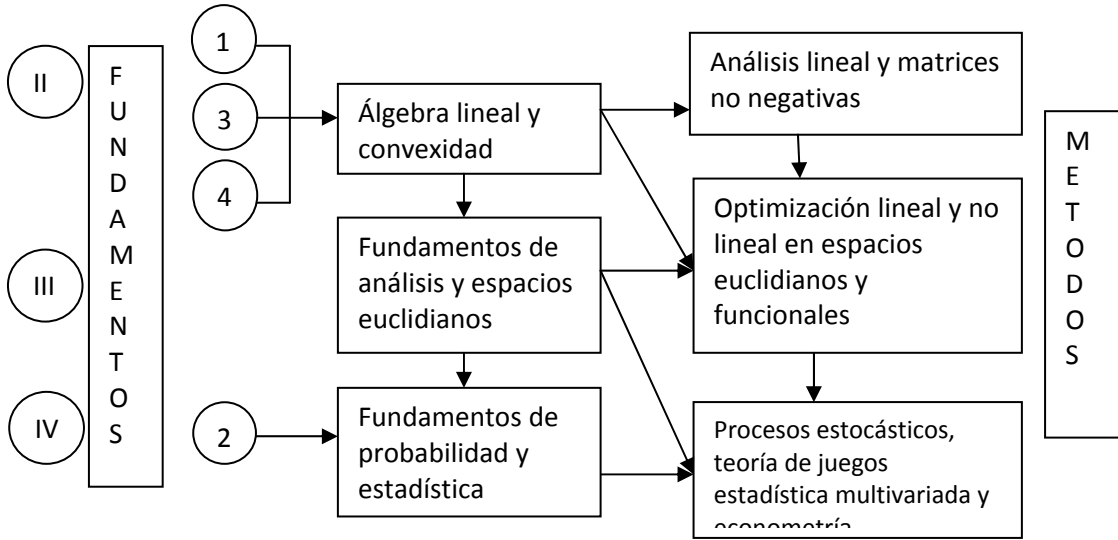 II
III
IV
F
U
N
D
A
M
E
N
T
O
S
1
3
4
2
Álgebra lineal y
convexidad
Fundamentos de
análisis y espacios
euclidianos
Fundamentos de
probabilidad y
estadística
Análisis lineal y matrices
no negativas
Optimización lineal y no
lineal en espacios
euclidianos y
funcionales
Procesos estocásticos,
teoría de juegos
estadística multivariada y
econometría
M
E
T
O
D
O
S